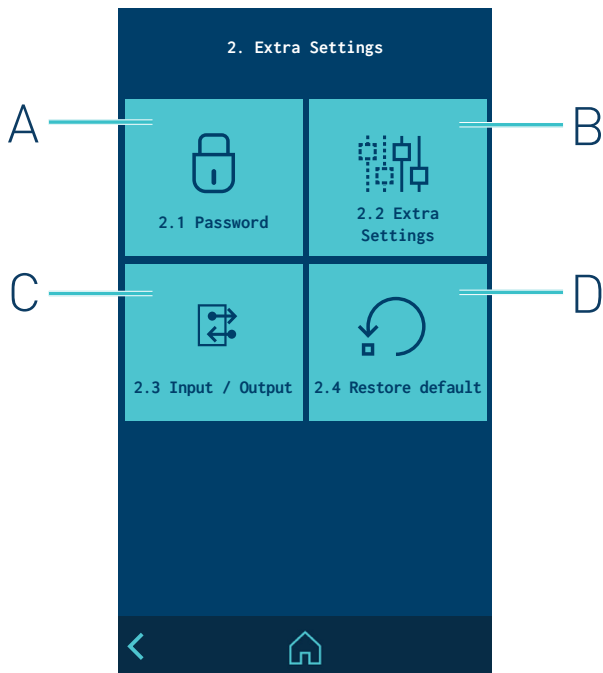 2. Extra Settings
A
B
2.1 Password
2.2 Extra
Settings
C
D
2.3 Input / Output
2.4 Restore default